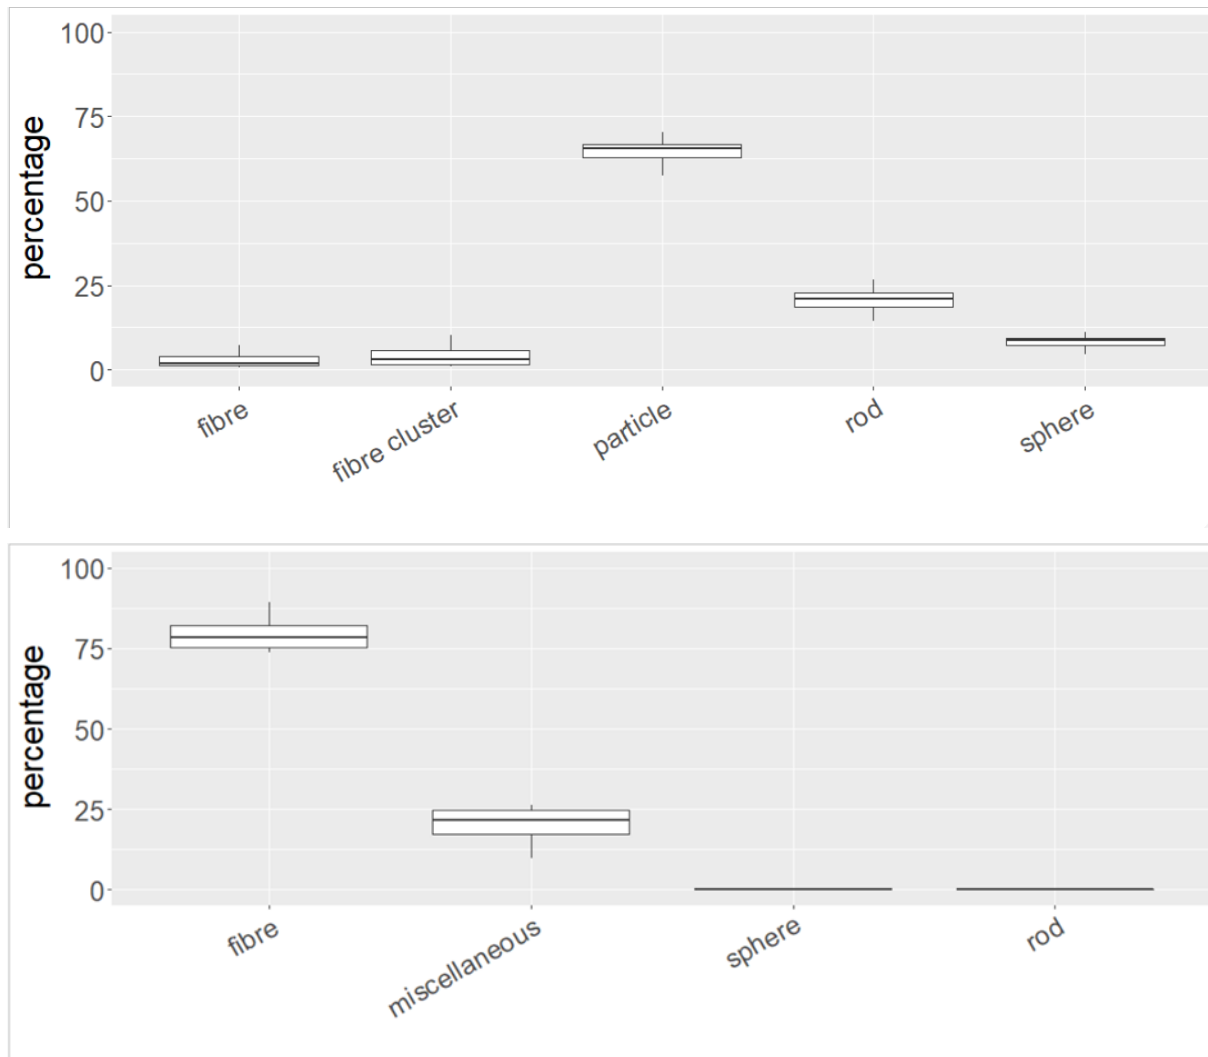 percentage
100
75
50
25
0
fibre
fibre cluster
particle
rod
sphere
percentage
100
75
50
25
0
fibre
miscellaneous
sphere
rod